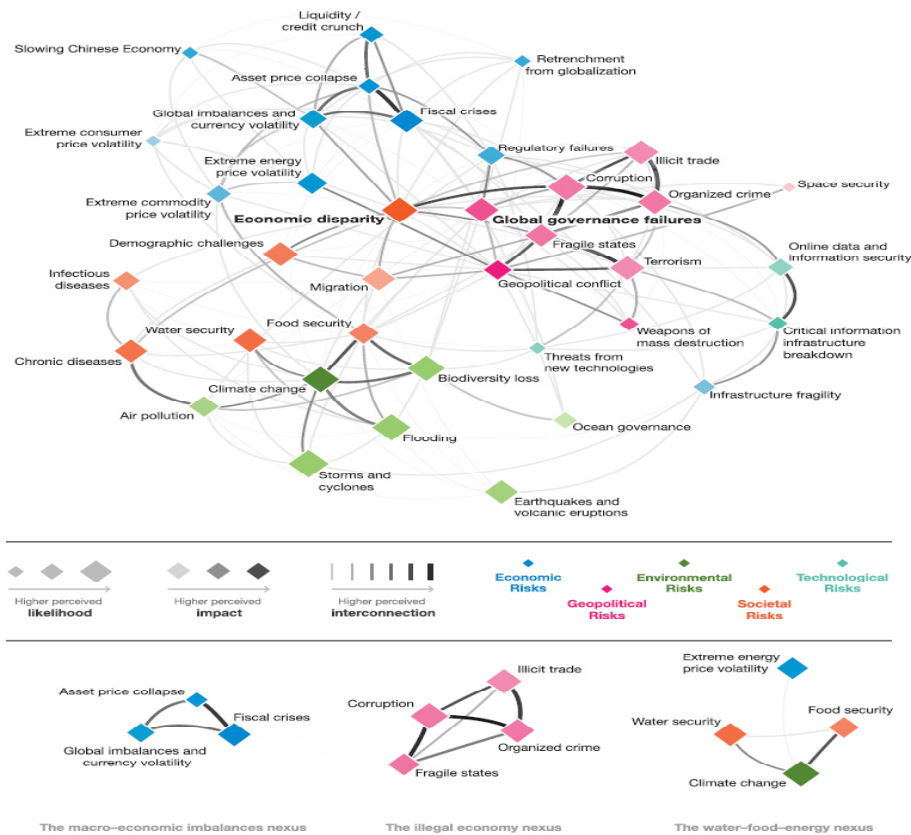 Liquidity /
credit crunch
Slowing Chinese Economy
Retrenchment
from globalization
Asset price collapse
Global imbalances and
currency volatility
Fiscal crises
Extreme consumer
price volatility
Regulatory failures
Illicit trade
Extreme energy
price volatility
Corruption
Space security
Extreme commodity
price volatility
Organized crime
Economic disparity
Global governance failures
Demographic challenges
Fragile states
Online data and
information security
Infectious
diseases
Migration
Geopolitical conflict
Terrorism
Water security
Food security
Weapons of
mass destruction
Critical information
infrastructure
breakdown
Chronic diseases
Threats from
new technologies
Climate change
Biodiversity loss
Infrastructure fragility
Air pollution
Flooding
Ocean governance
Storms and
cyclones
Earthquakes and
volcanic eruptions
Higher perceived
likelihood
Higher perceived
impact
Higher perceived
interconnection
Economic
Risks
Geopolitical
Risks
Environmental
Risks
Societal
Risks
Technological
Risks
Asset price collapse
Fiscal crises
Global imbalances and
currency volatility
The macro–economic imbalances nexus
Illicit trade
Corruption
Organized crime
Fragile states
The illegal economy nexus
Extreme energy
price volatility
Water security
Food security
Climate change
The water–food–energy nexus